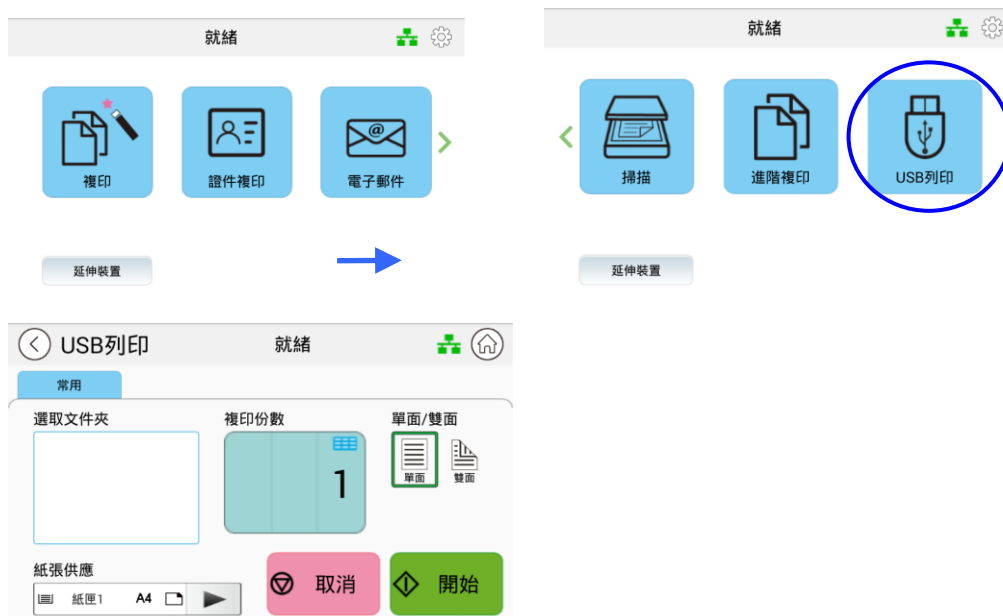 就緒
複印
證件複印
@
電子郵件
延伸裝置
就緒
掃描
進階複印
USB列印
延伸裝置
USB列印
就緒
常用
選取文件夾
複印份數
單面/雙面
1
單面
雙面
紙張供應
紙匣1 A4
取消
開始